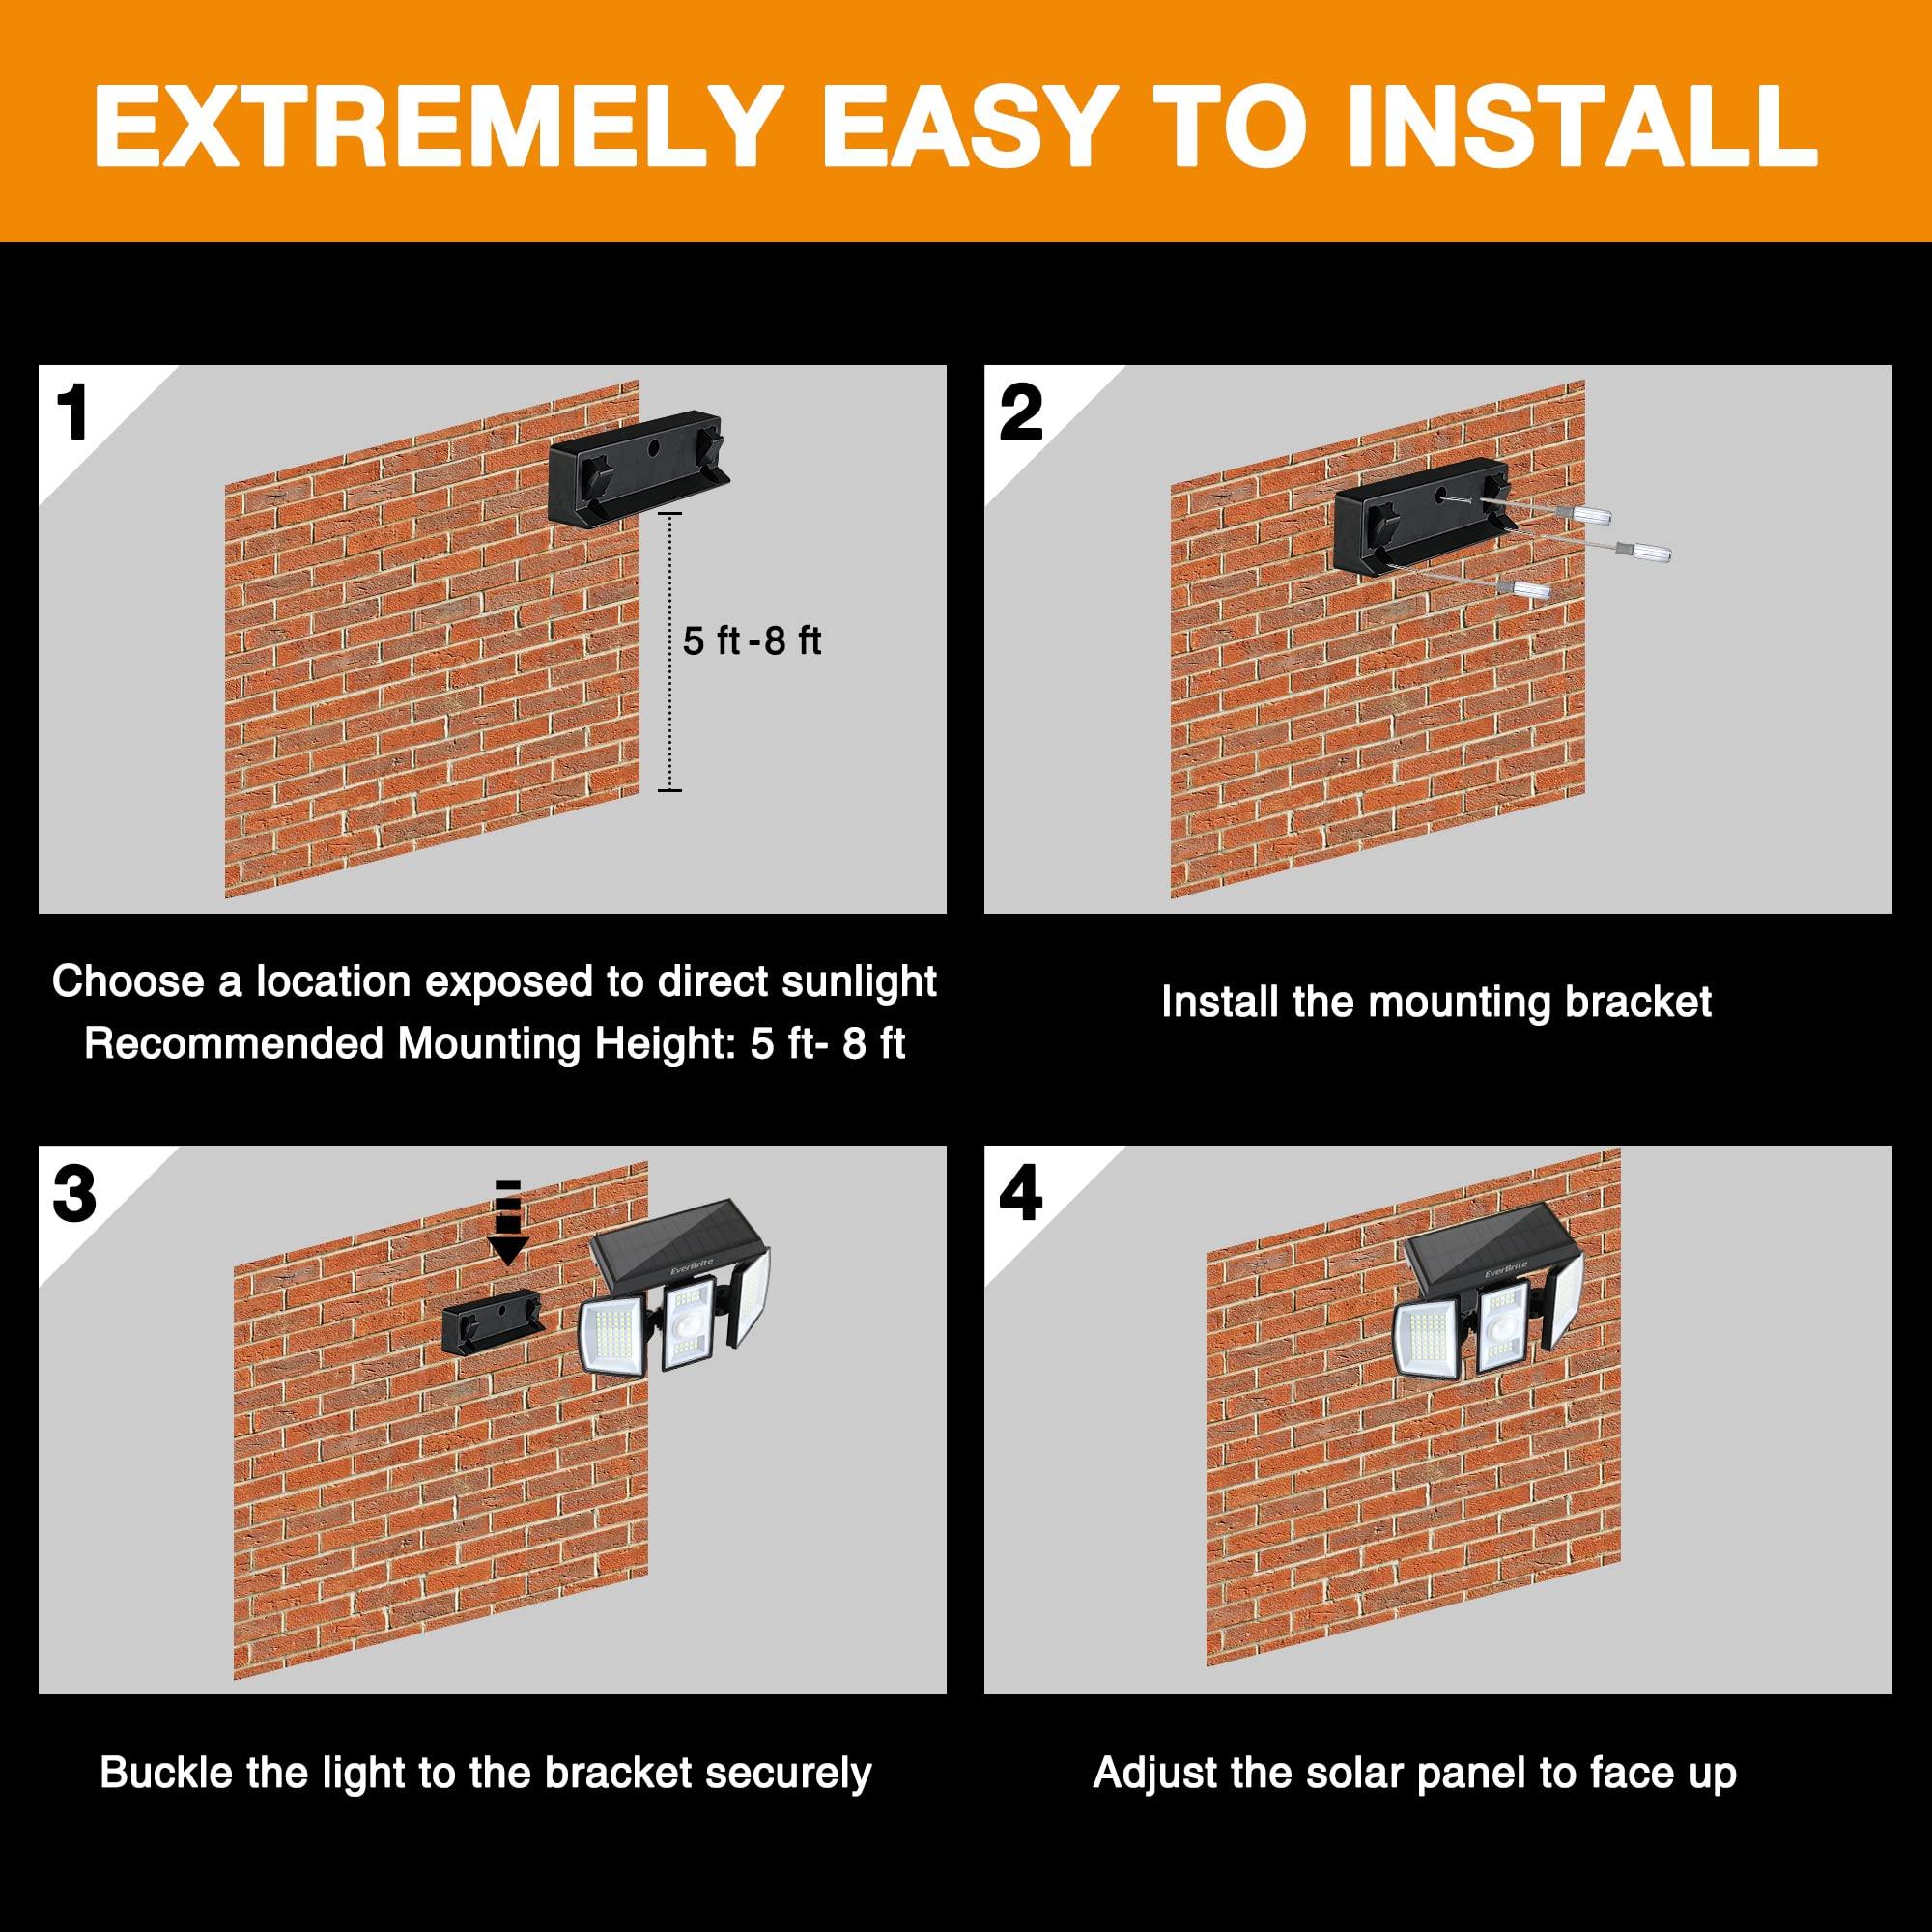 EXTREMELY EASY TO INSTALL
1
5 ft -8 ft
Choose a location exposed to direct sunlight
Recommended Mounting Height: 5 ft- 8 ft
2
Install the mounting bracket
3
EverBrite
Buckle the light to the bracket securely
4
EverBrite
Adjust the solar panel to face up